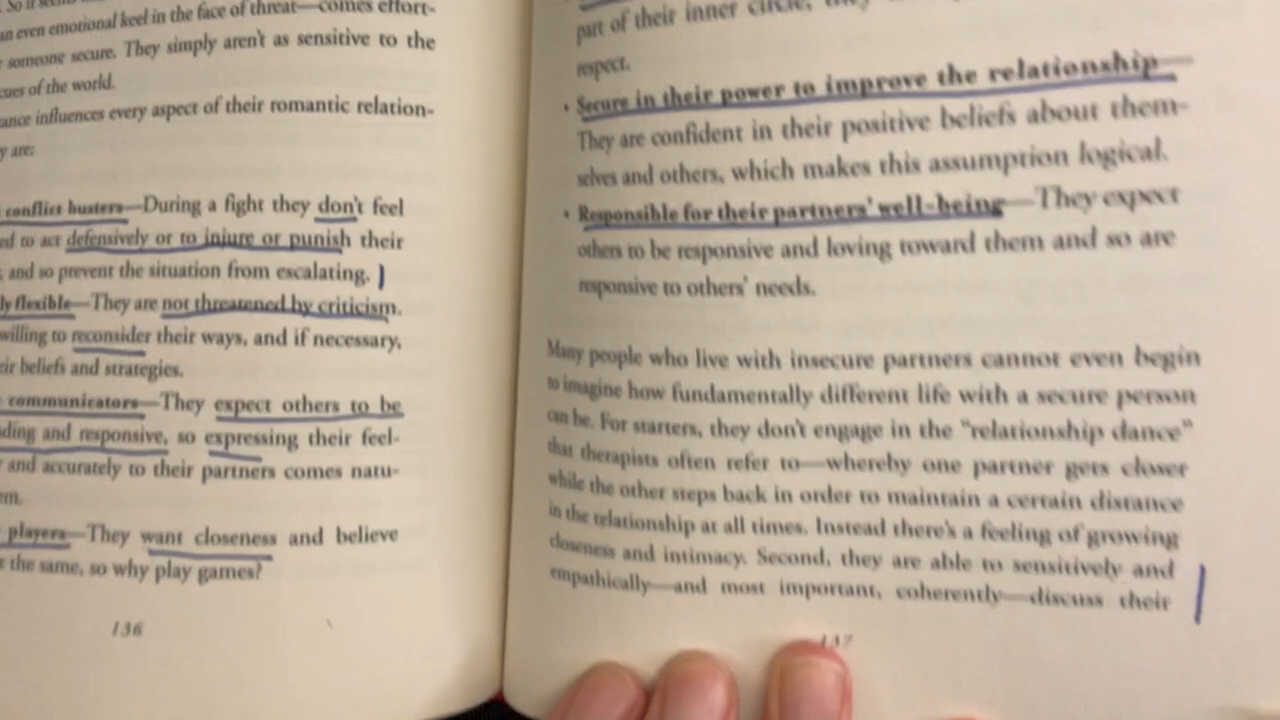 So it seems
an even emotional keel in the face of threat—comes effort-
someone secure. They simply aren't as sensitive to the
cues of the world.
ance influences every aspect of their romantic relation-
y are:
conflict busters—During a fight they don't feel
ed to act defensively or to injure or punish their
and so prevent the situation from escalating.
ly flexible—They are not threatened by criticism.
willing to reconsider their ways, and if necessary,
eir beliefs and strategies.
communicators—They expect others to be
ding and responsive, so expressing their feel-
and accurately to their partners comes natu-
em.
players—They want closeness and believe
the same, so why play games?
136
part of their inner circle, they
respect.
• Secure in their power to improve the relationship—
They are confident in their positive beliefs about them-
selves and others, which makes this assumption logical.
• Responsible for their partners' well-being—They expect
others to be responsive and loving toward them and so are
responsive to others' needs.
Many people who live with insecure partners cannot even begin
to imagine how fundamentally different life with a secure person
can be. For starters, they don't engage in the "relationship dance"
that therapists often refer to—whereby one partner gets closer
while the other steps back in order to maintain a certain distance
in the relationship at all times. Instead there's a feeling of growing
closeness and intimacy. Second, they are able to sensitively and
empathically—and most important, coherently—discuss their
137